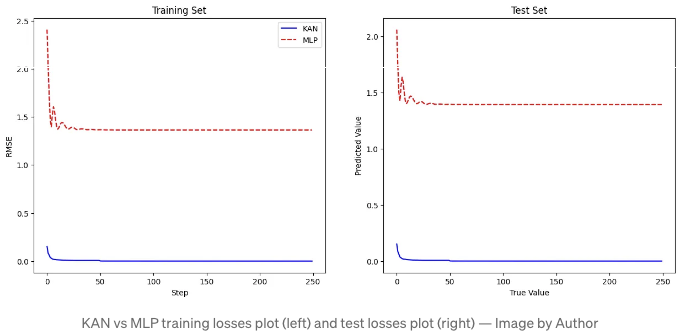 Training Set
KAN
MLP
RMSE
2.5
2.0
1.5
1.0
0.5
0.0
0
50
100
150
200
250
Step
Test Set
Predicted Value
2.0
1.5
1.0
0.5
0.0
0
50
100
150
200
250
True Value
KAN vs MLP training losses plot (left) and test losses plot (right) — Image by Author